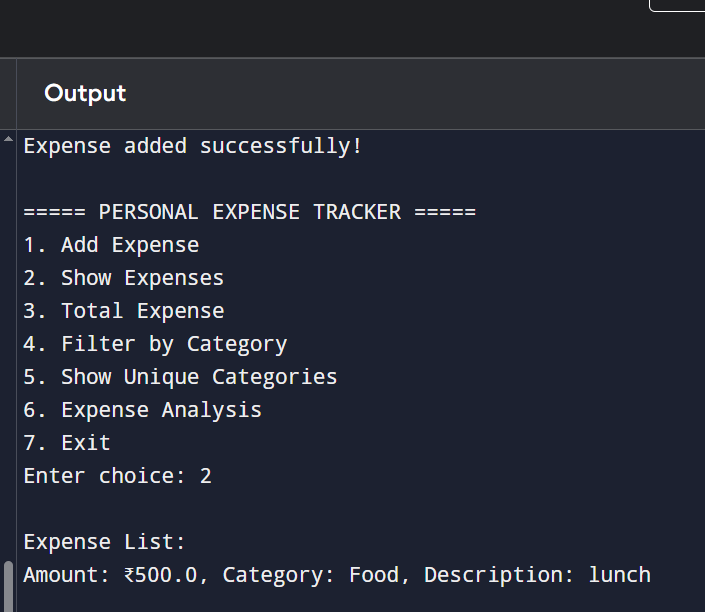 Output
Expense added successfully!
===== PERSONAL EXPENSE TRACKER =====
1. Add Expense
2. Show Expenses
3. Total Expense
4. Filter by Category
5. Show Unique Categories
6. Expense Analysis
7. Exit
Enter choice: 2
Expense List:
Amount: ₹500.0, Category: Food, Description: lunch